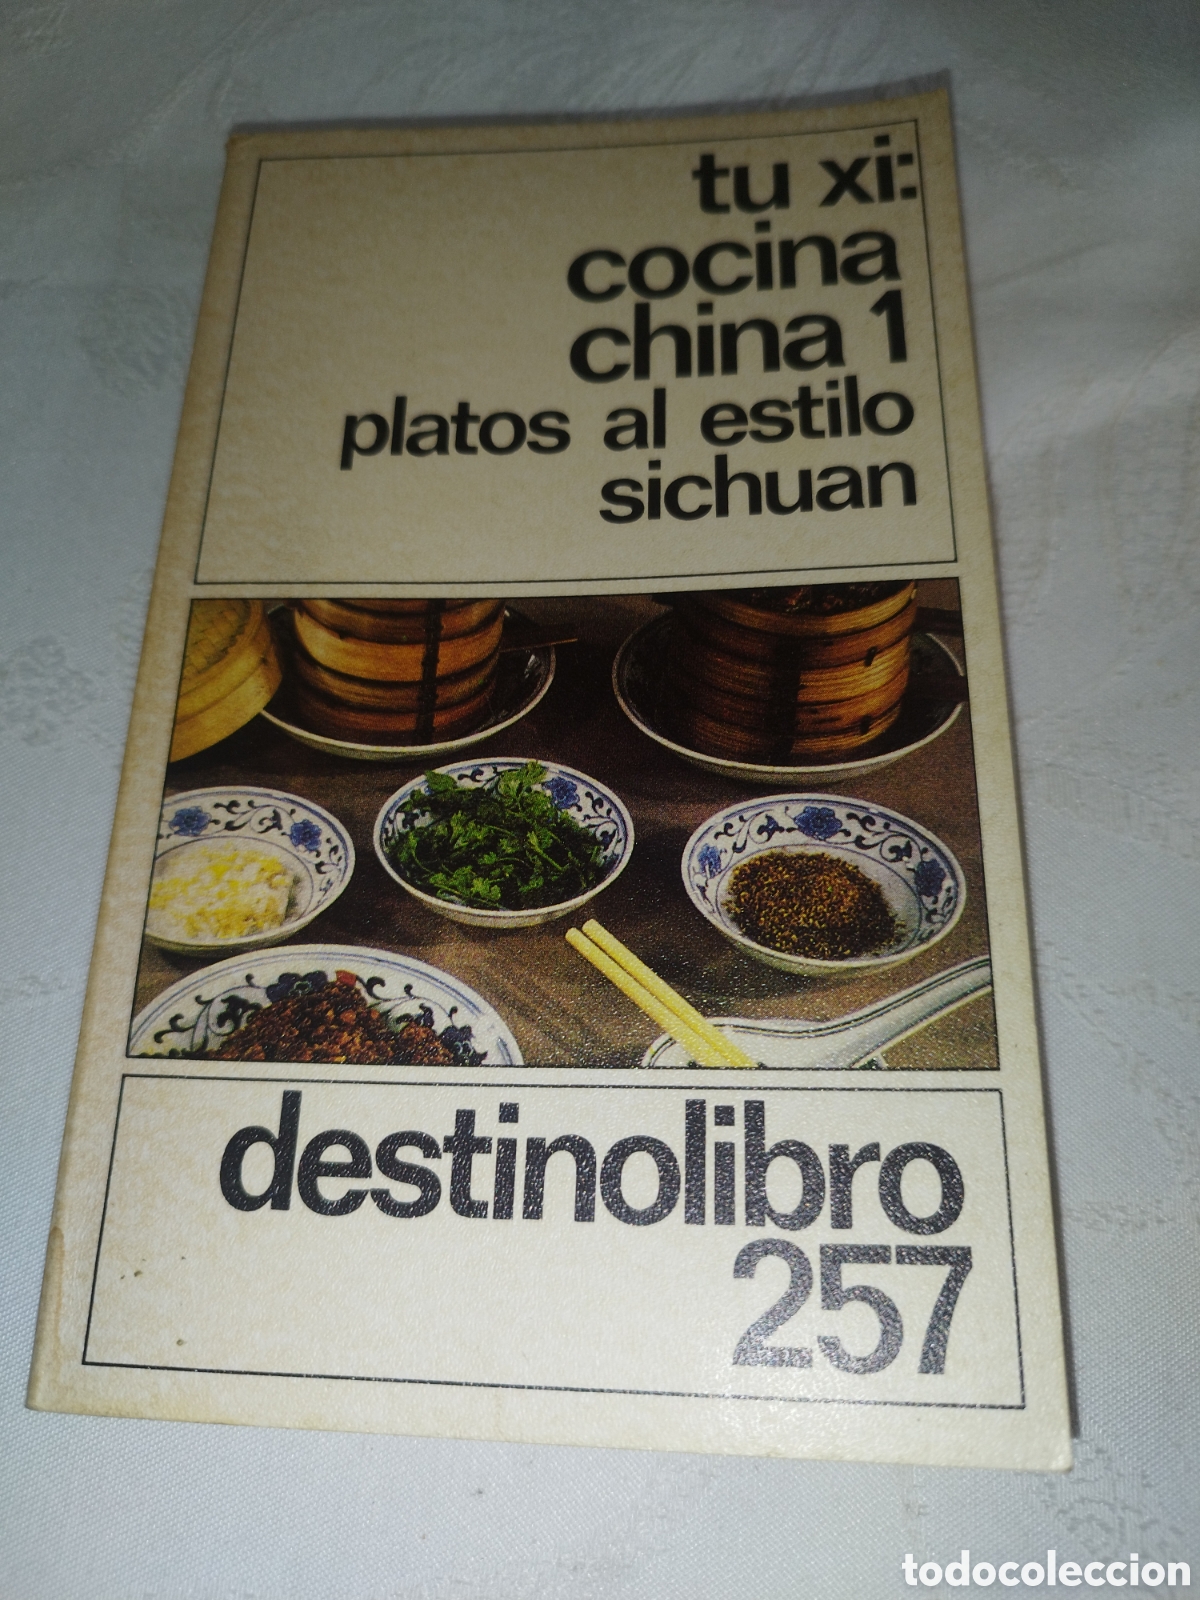 tu xi:
cocina
china 1
platos al estilo
sichuan
destinolibro
257
todocoleccion